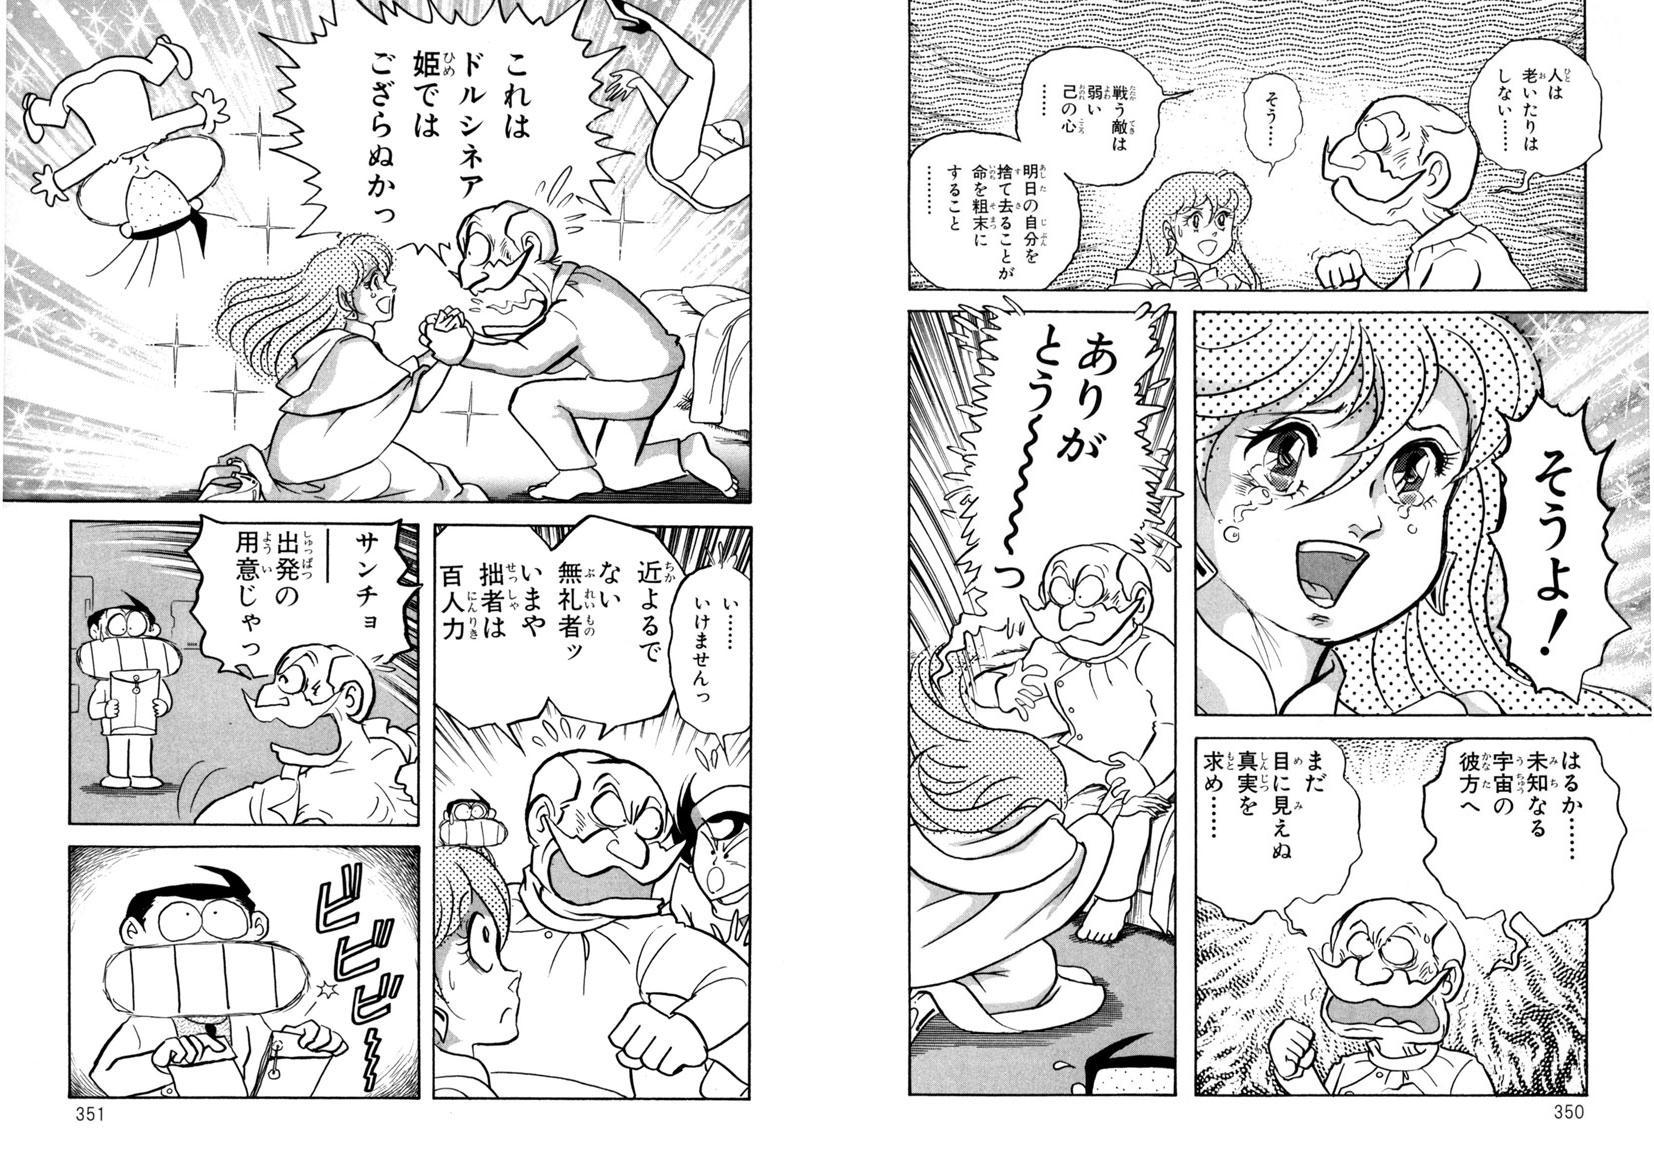 人は
老いたりは
しない……
そう…
戦う敵は
弱い
己の心
……
明日の自分を
捨て去ることが
命を粗末に
すること
………
そうよ！
ありが
とう〜〜〜っ
はるか……
未知なる
宇宙の
彼方へ
まだ
目に見えぬ
真実を
求め……
350
これは
ドルシネア
姫では
ござらぬかっ
い……
いけませんっ
近よるで
ない
無礼者ッ
いまや
拙者は
百人力
サンチョ
｜
出発の
用意じゃっ
ビビビビ〜
351